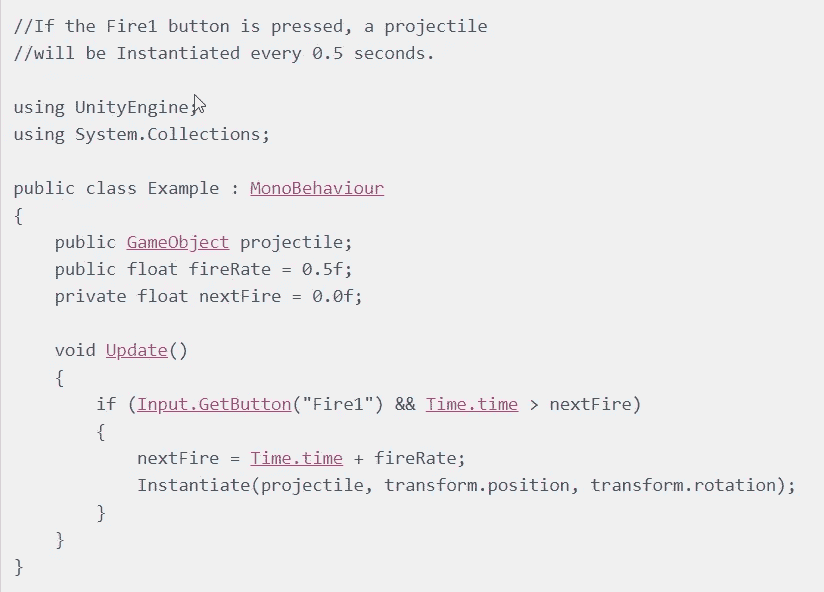 //If the Fire1 button is pressed, a projectile
//will be Instantiated every 0.5 seconds.

using UnityEngine;
using System.Collections;

public class Example : MonoBehaviour
{
    public GameObject projectile;
    public float fireRate = 0.5f;
    private float nextFire = 0.0f;

    void Update()
    {
        if (Input.GetButton("Fire1") && Time.time > nextFire)
        {
            nextFire = Time.time + fireRate;
            Instantiate(projectile, transform.position, transform.rotation);
        }
    }
}